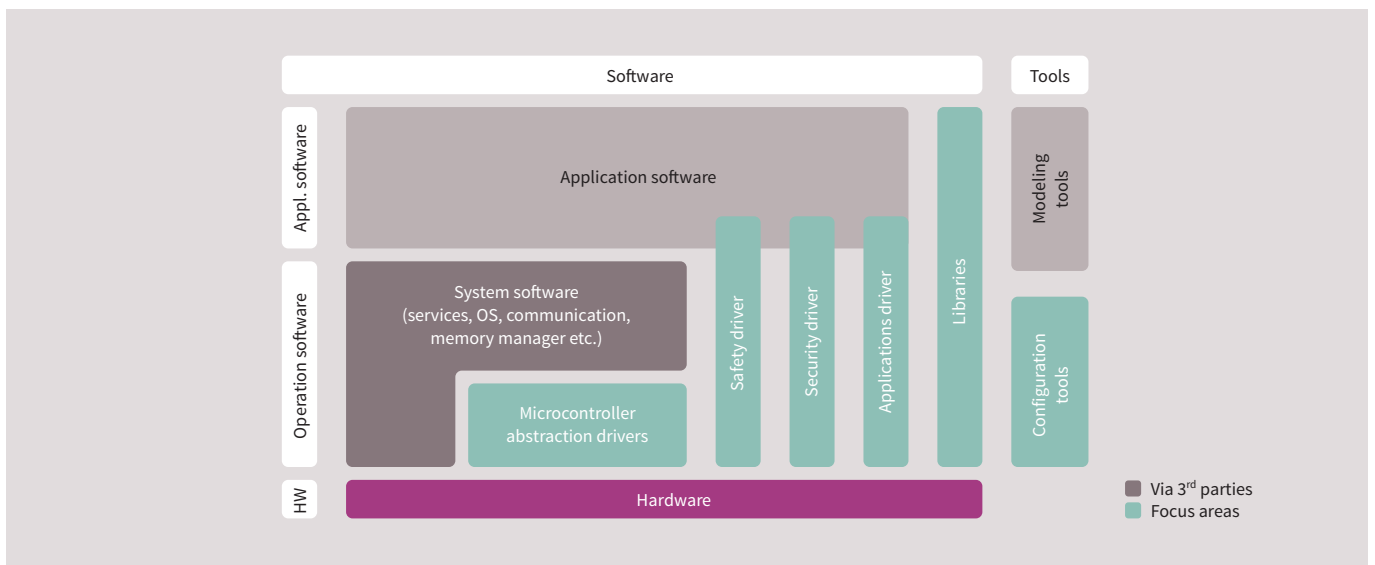 Software
Tools
Appl. software
Application software
Libraries
Modeling
tools
Operation software
System software
(services, OS, communication,
memory manager etc.)
Microcontroller
abstraction drivers
Safety driver
Security driver
Applications driver
Configuration
tools
HW
Hardware
Via 3rd parties
Focus areas